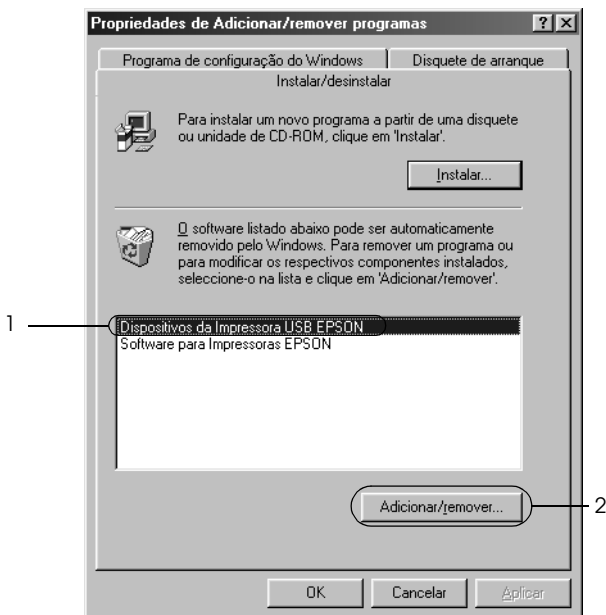 Propriedades de Adicionar/remover programas
Programa de configuração do Windows
Disquete de arranque
Instalar/desinstalar
Para instalar um novo programa a partir de uma disquete
ou unidade de CD-ROM, clique em 'Instalar'.
Instalar...
O software listado abaixo pode ser automaticamente
removido pelo Windows. Para remover um programa ou
para modificar os respectivos componentes instalados,
seleccione-o na lista e clique em 'Adicionar/remover'.
1
Dispositivos da Impressora USB EPSON
Software para Impressoras EPSON
Adicionar/remover...
2
OK
Cancelar
Aplicar